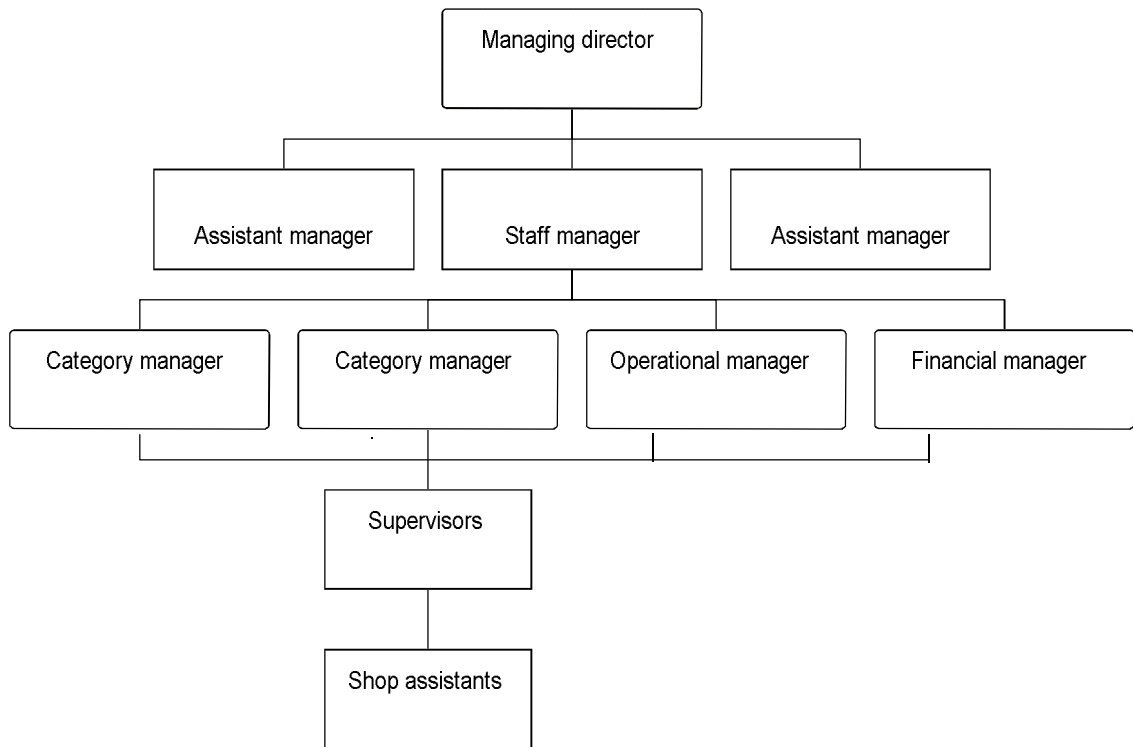 Managing director
Assistant manager
Staff manager
Assistant manager
Category manager
Category manager
Operational manager
Financial manager
Supervisors
Shop assistants